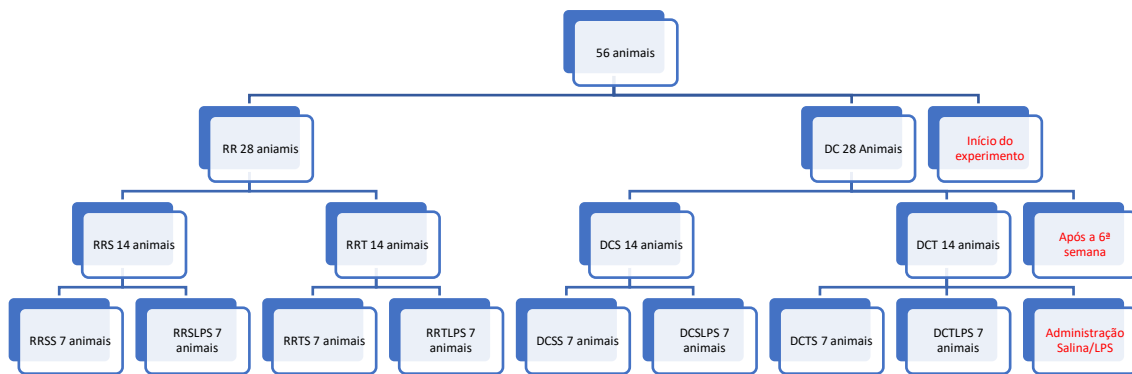 56 animais
RR 28 aniamis
DC 28 Animais
Início do
experimento
RRS 14 animais
RRT 14 animais
DCS 14 aniamis
DCT 14 animais
Após a 6ª
semana
RRSS 7 animais
RRSLPS 7
animais
RRTS 7 animais
RRTLPS 7
animais
DCSS 7 animais
DCSLPS 7
animais
DCTS 7 animais
DCTLPS 7
animais
Administração
Salina/LPS